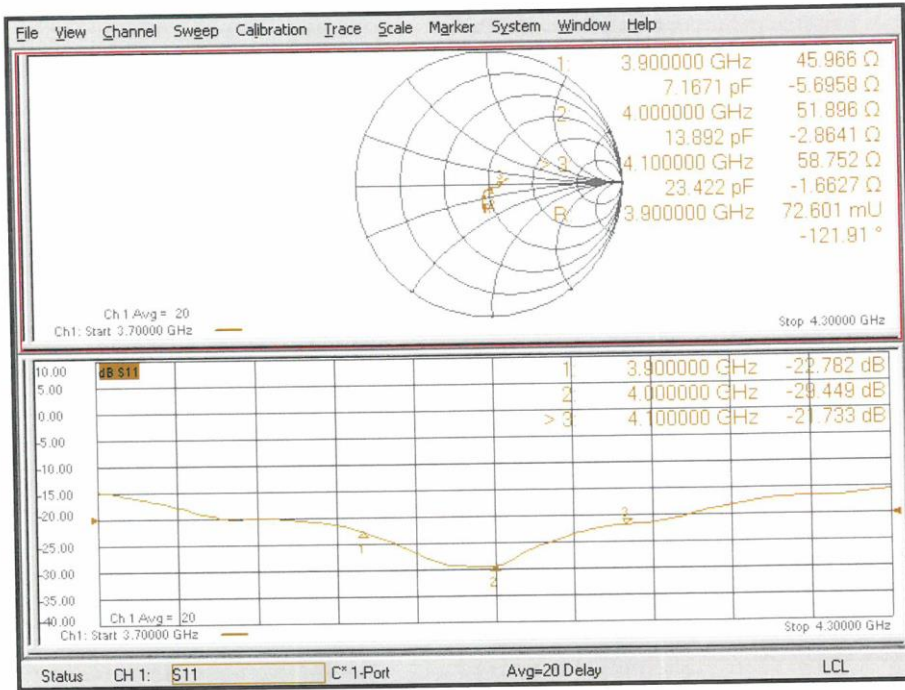 File View Channel Sweep Calibration Trace Scale Marker System Window Help
1: 3.900000 GHz 45.966 Ω
7.1671 pF -5.6958 Ω
2: 4.000000 GHz 51.896 Ω
13.892 pF -2.8641 Ω
> 3: 4.100000 GHz 58.752 Ω
23.422 pF -1.6627 Ω
R: 3.900000 GHz 72.601 mU
-121.91 °
Ch 1 Avg = 20
Ch1: Start 3.70000 GHz
Stop 4.30000 GHz
dB S11
1: 3.900000 GHz -22.782 dB
2: 4.000000 GHz -29.449 dB
> 3: 4.100000 GHz -21.733 dB
10.00
5.00
0.00
-5.00
-10.00
-15.00
-20.00
-25.00
-30.00
-35.00
-40.00
1
2
3
Ch 1 Avg = 20
Ch1: Start 3.70000 GHz
Stop 4.30000 GHz
Status CH 1: S11 C* 1-Port Avg=20 Delay LCL